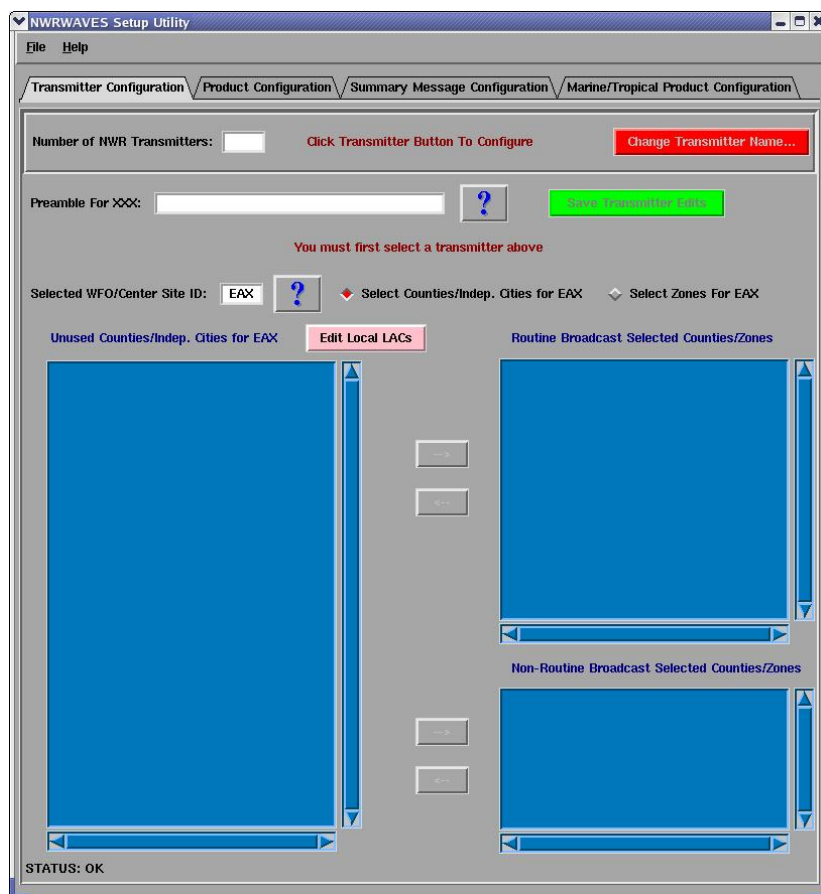 NWRWAVES Setup Utility
File Help
Transmitter Configuration Product Configuration Summary Message Configuration Marine/Tropical Product Configuration
Number of NWR Transmitters: Click Transmitter Button To Configure Change Transmitter Name...
Preamble For XXX: ? Save Transmitter Edits
You must first select a transmitter above
Selected WFO/Center Site ID: EAX ? Select Counties/Indep. Cities for EAX Select Zones For EAX
Unused Counties/Indep. Cities for EAX Edit Local LACs Routine Broadcast Selected Counties/Zones
-->
<--
Non-Routine Broadcast Selected Counties/Zones
-->
<--
STATUS: OK